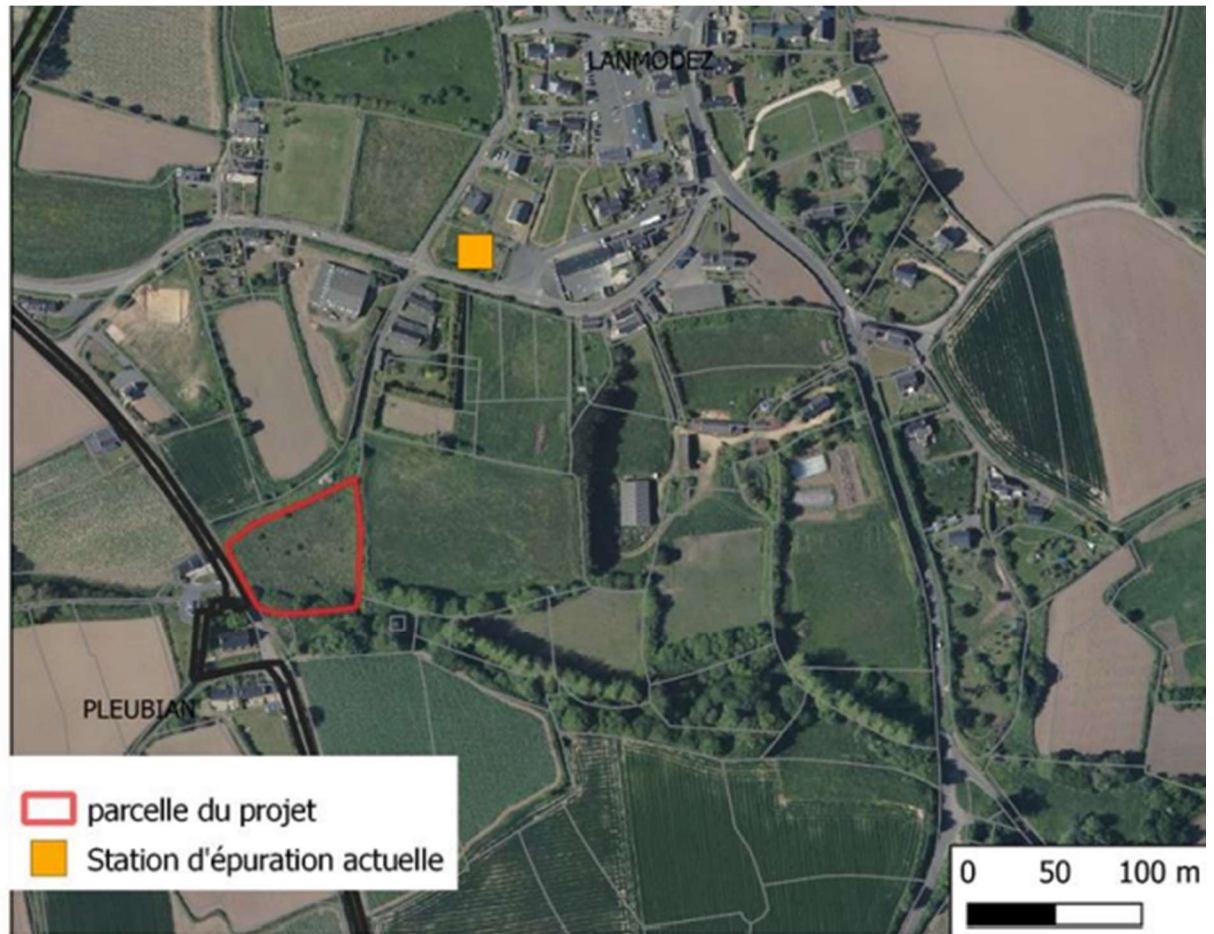 LANMODEZ
PLEUBIAN
parcelle du projet
Station d'épuration actuelle
0 50 100 m